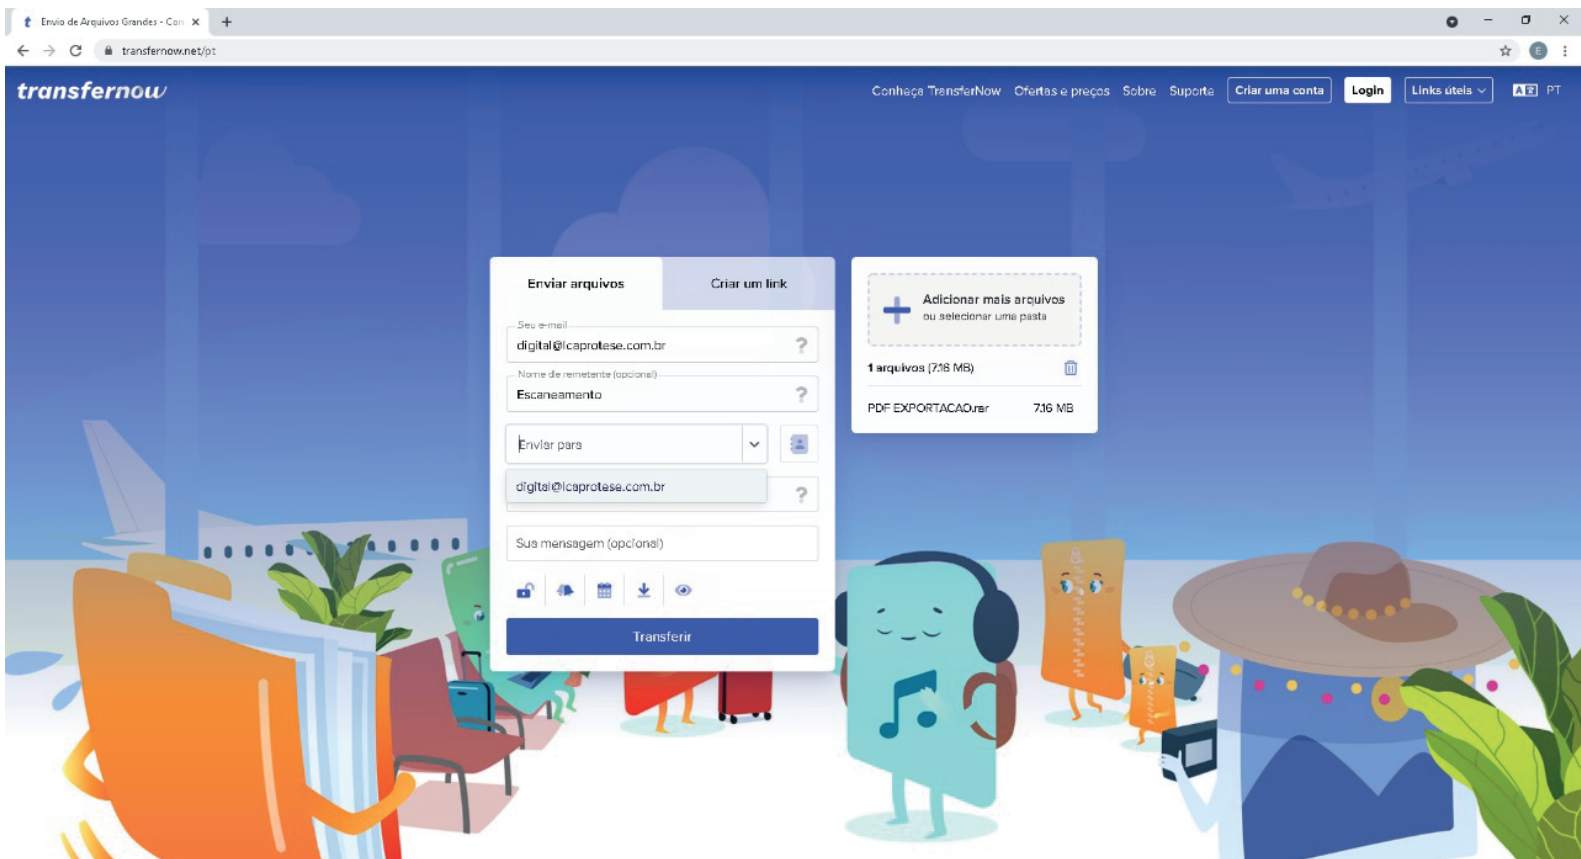 t Envio de Arquivos Grandes - Con
transfernow.net/pt
E
transfernow
Conheça TransferNow Ofertas e preços Sobre Suporte Criar uma conta Login Links úteis PT
Enviar arquivos
Criar um link
Seu e-mail
digital@lcaprotese.com.br
?
Nome de remetente (opcional)
Escaneamento
?
Enviar para
digital@lcaprotese.com.br
?
Sua mensagem (opcional)
Transferir
Adicionar mais arquivos
ou selecionar uma pasta
1 arquivos (7.16 MB)
PDF EXPORTACAO.rar 7.16 MB